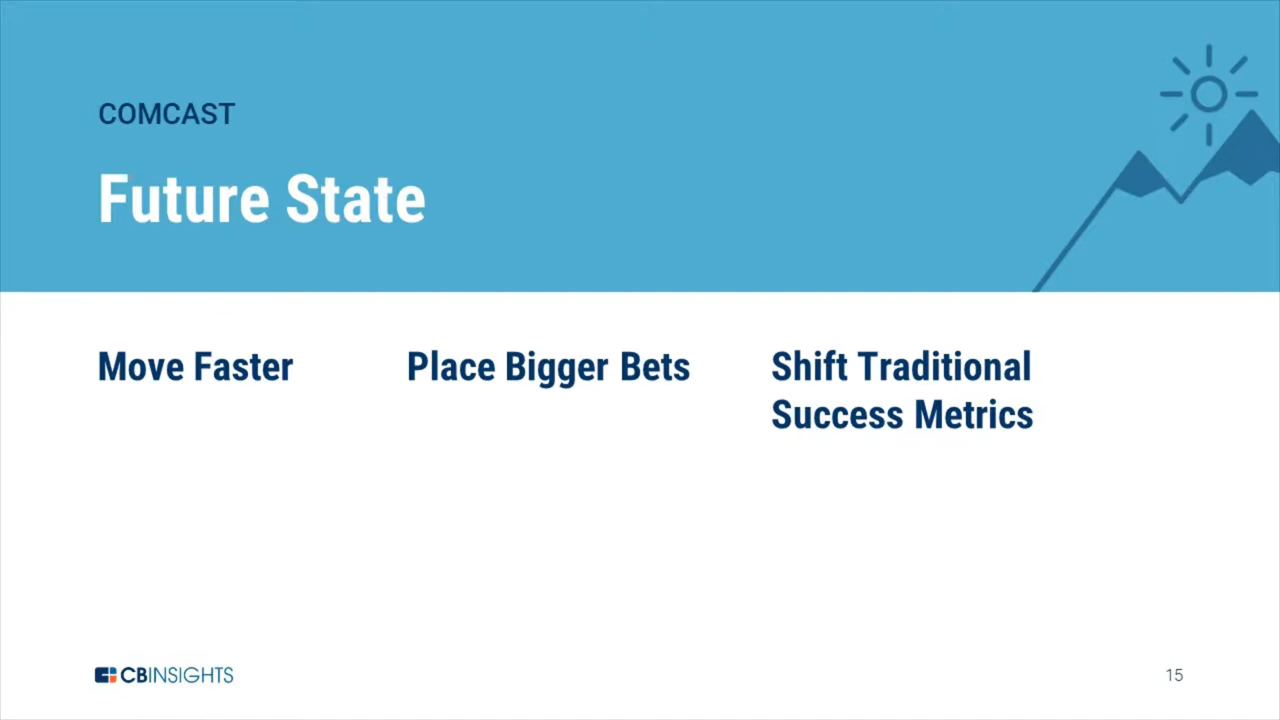 COMCAST
Future State
Move Faster
Place Bigger Bets
Shift Traditional
Success Metrics
CBINSIGHTS
15